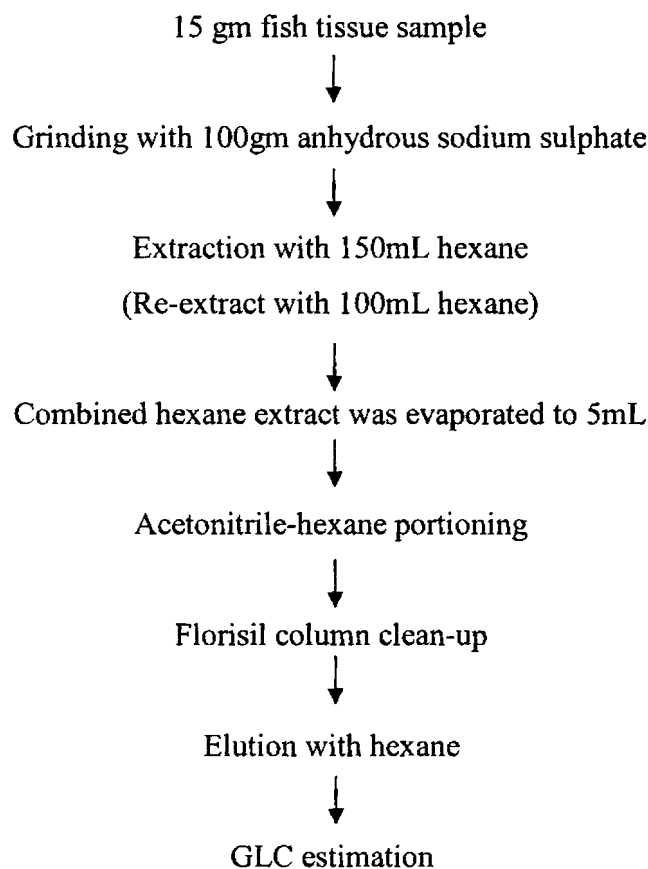 15 gm fish tissue sample
Grinding with 100gm anhydrous sodium sulphate
Extraction with 150mL hexane
(Re-extract with 100mL hexane)
Combined hexane extract was evaporated to 5mL
Acetonitrile-hexane portioning
Florisil column clean-up
Elution with hexane
GLC estimation